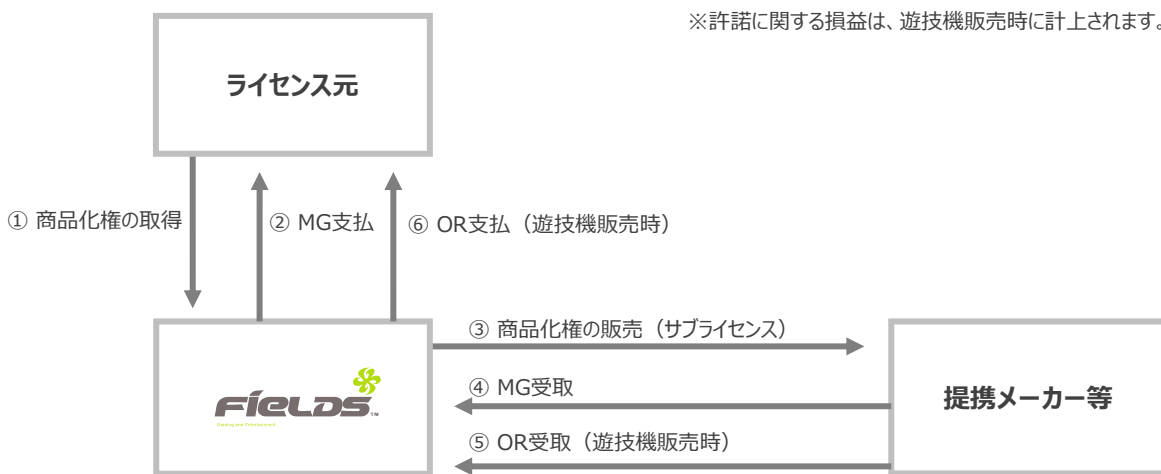 ※許諾に関する損益は、遊技機販売時に計上されます。
ライセンス元
① 商品化権の取得
② MG支払
⑥ OR支払（遊技機販売時）
③ 商品化権の販売（サブライセンス）
FIELDS™
Gaming and Entertainment
④ MG受取
提携メーカー等
⑤ OR受取（遊技機販売時）